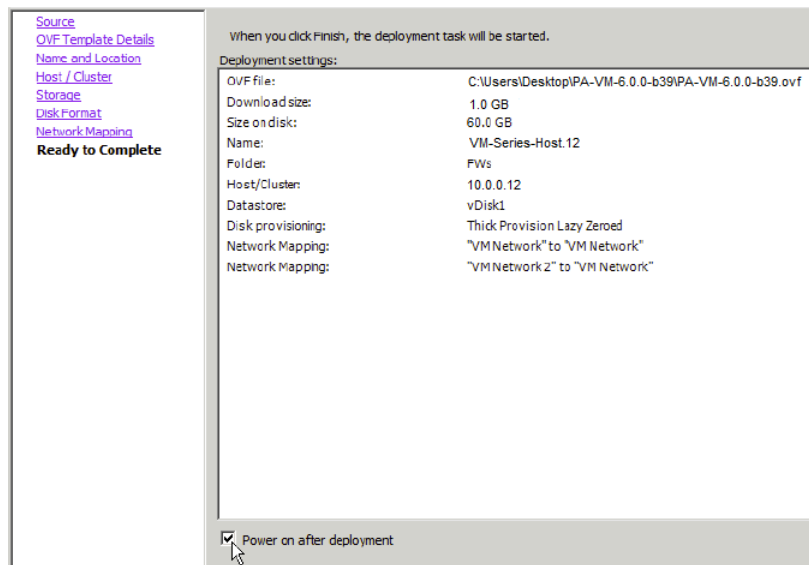 Source
OVF Template Details
Name and Location
Host / Cluster
Storage
Disk Format
Network Mapping
Ready to Complete
When you click Finish, the deployment task will be started.
Deployment settings:
OVF file: C:\Users\Desktop\PA-VM-6.0.0-b39\PA-VM-6.0.0-b39.ovf
Download size: 1.0 GB
Size on disk: 60.0 GB
Name: VM-Series-Host.12
Folder: FWs
Host/Cluster: 10.0.0.12
Datastore: vDisk1
Disk provisioning: Thick Provision Lazy Zeroed
Network Mapping: "VM Network" to "VM Network"
Network Mapping: "VM Network 2" to "VM Network"
Power on after deployment